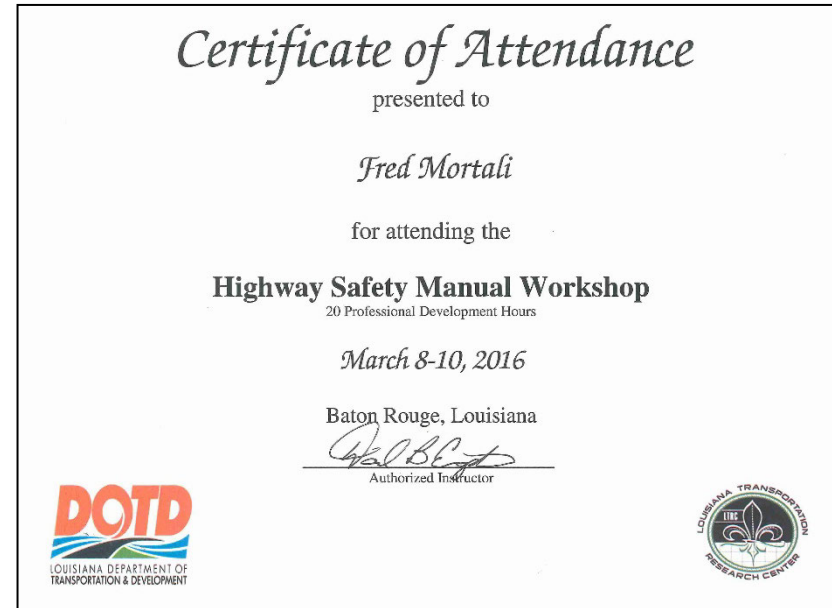 Certificate of Attendance
presented to
Fred Mortali
for attending the
Highway Safety Manual Workshop
20 Professional Development Hours
March 8-10, 2016
Baton Rouge, Louisiana
Authorized Instructor
DOTD
LOUISIANA DEPARTMENT OF
TRANSPORTATION & DEVELOPMENT
LOUISIANA TRANSPORTATION
LTRC
RESEARCH CENTER